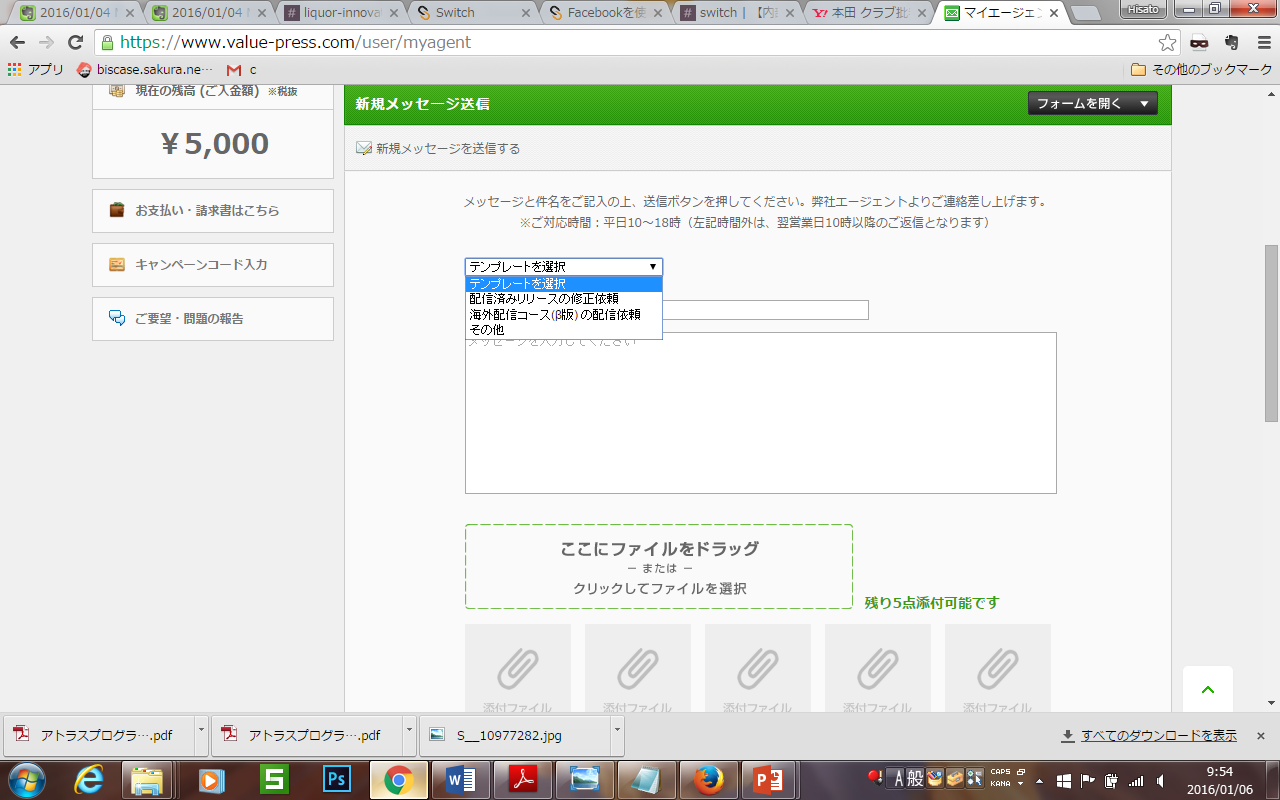 2016/01/04 M
2016/01/04 M
liquor-innovat
Switch
Facebookを使
switch | 【内
本田 クラブ批
マイエージェン
Hisato
https://www.value-press.com/user/myagent
アプリ
biscase.sakura.ne…
c
その他のブックマーク
現在の残高 (ご入金額) ※税抜
¥5,000
お支払い・請求書はこちら
キャンペーンコード入力
ご要望・問題の報告
新規メッセージ送信
フォームを開く ▼
新規メッセージを送信する
メッセージと件名をご記入の上、送信ボタンを押してください。弊社エージェントよりご連絡差し上げます。
※ご対応時間：平日10～18時（左記時間外は、翌営業日10時以降のご返信となります）
テンプレートを選択
テンプレートを選択
配信済みリリースの修正依頼
海外配信コース(β版) の配信依頼
その他
メッセージを入力してください
ここにファイルをドラッグ
－ または －
クリックしてファイルを選択
残り5点添付可能です
添付ファイル
添付ファイル
添付ファイル
添付ファイル
添付ファイル
アトラスプログラ….pdf
アトラスプログラ….pdf
S__10977282.jpg
すべてのダウンロードを表示
A 般
CAPS
KANA
9:54
2016/01/06